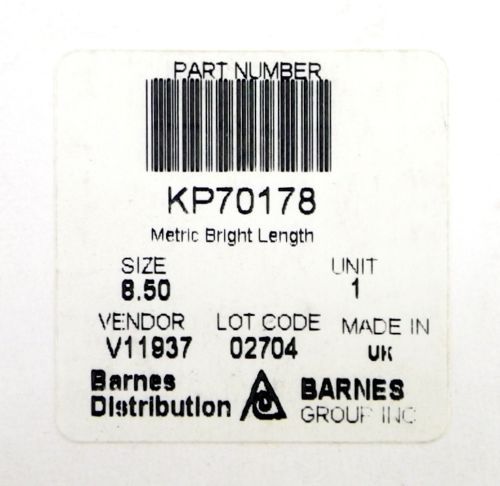 PART NUMBER
KP70178
Metric Bright Length
SIZE UNIT
8.50 1
VENDOR LOT CODE MADE IN
V11937 02704 UK
Barnes
Distribution
BARNES
GROUP INC